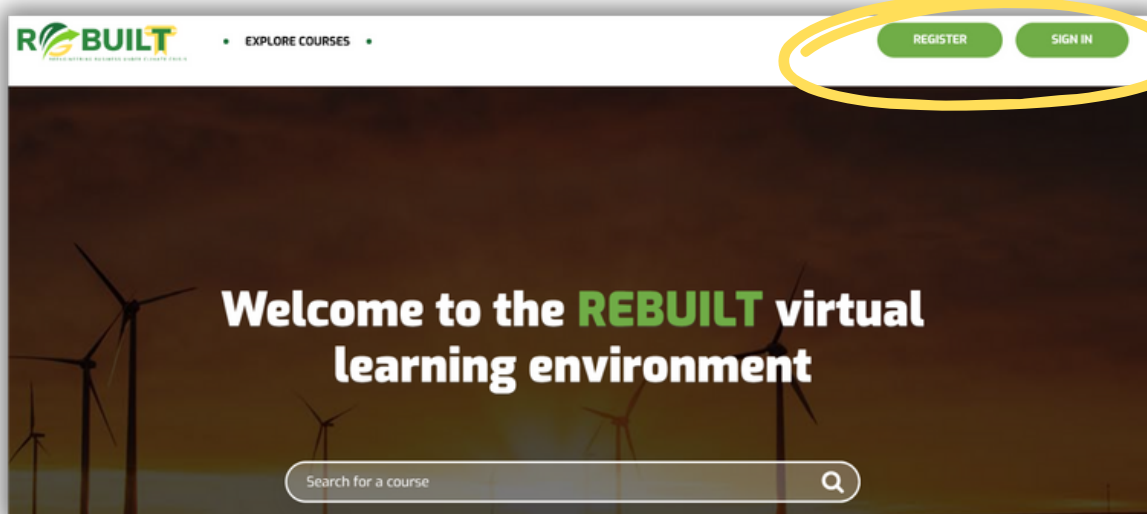 REBUILT
EXPLORE COURSES
REGISTER
SIGN IN
Welcome to the REBUILT virtual
learning environment
Search for a course